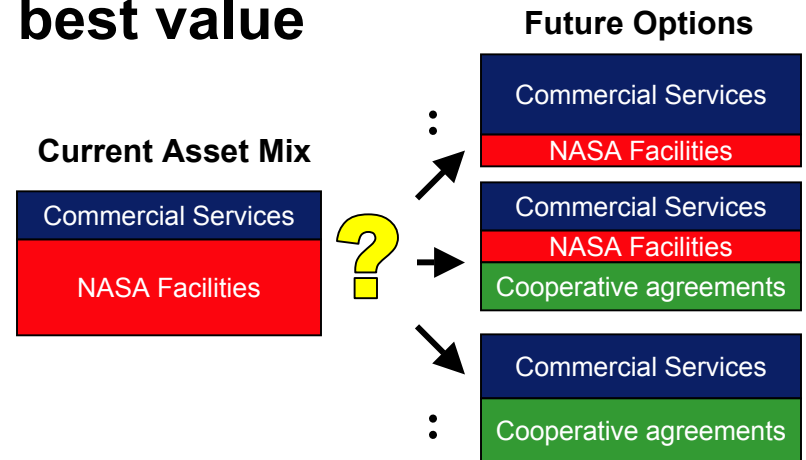 best value
Future Options
Current Asset Mix
Commercial Services
NASA Facilities
?
:
Commercial Services
NASA Facilities
Commercial Services
NASA Facilities
Cooperative agreements
Commercial Services
Cooperative agreements
: